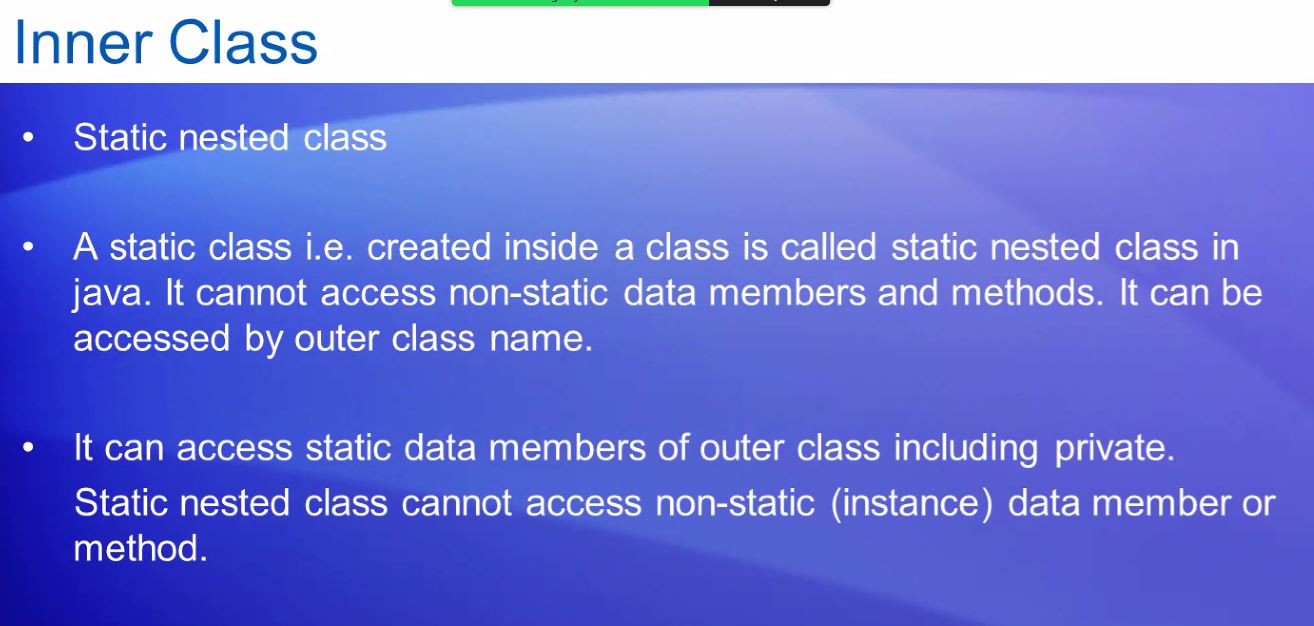 Inner Class
• Static nested class
• A static class i.e. created inside a class is called static nested class in
java. It cannot access non-static data members and methods. It can be
accessed by outer class name.
• It can access static data members of outer class including private.
Static nested class cannot access non-static (instance) data member or
method.